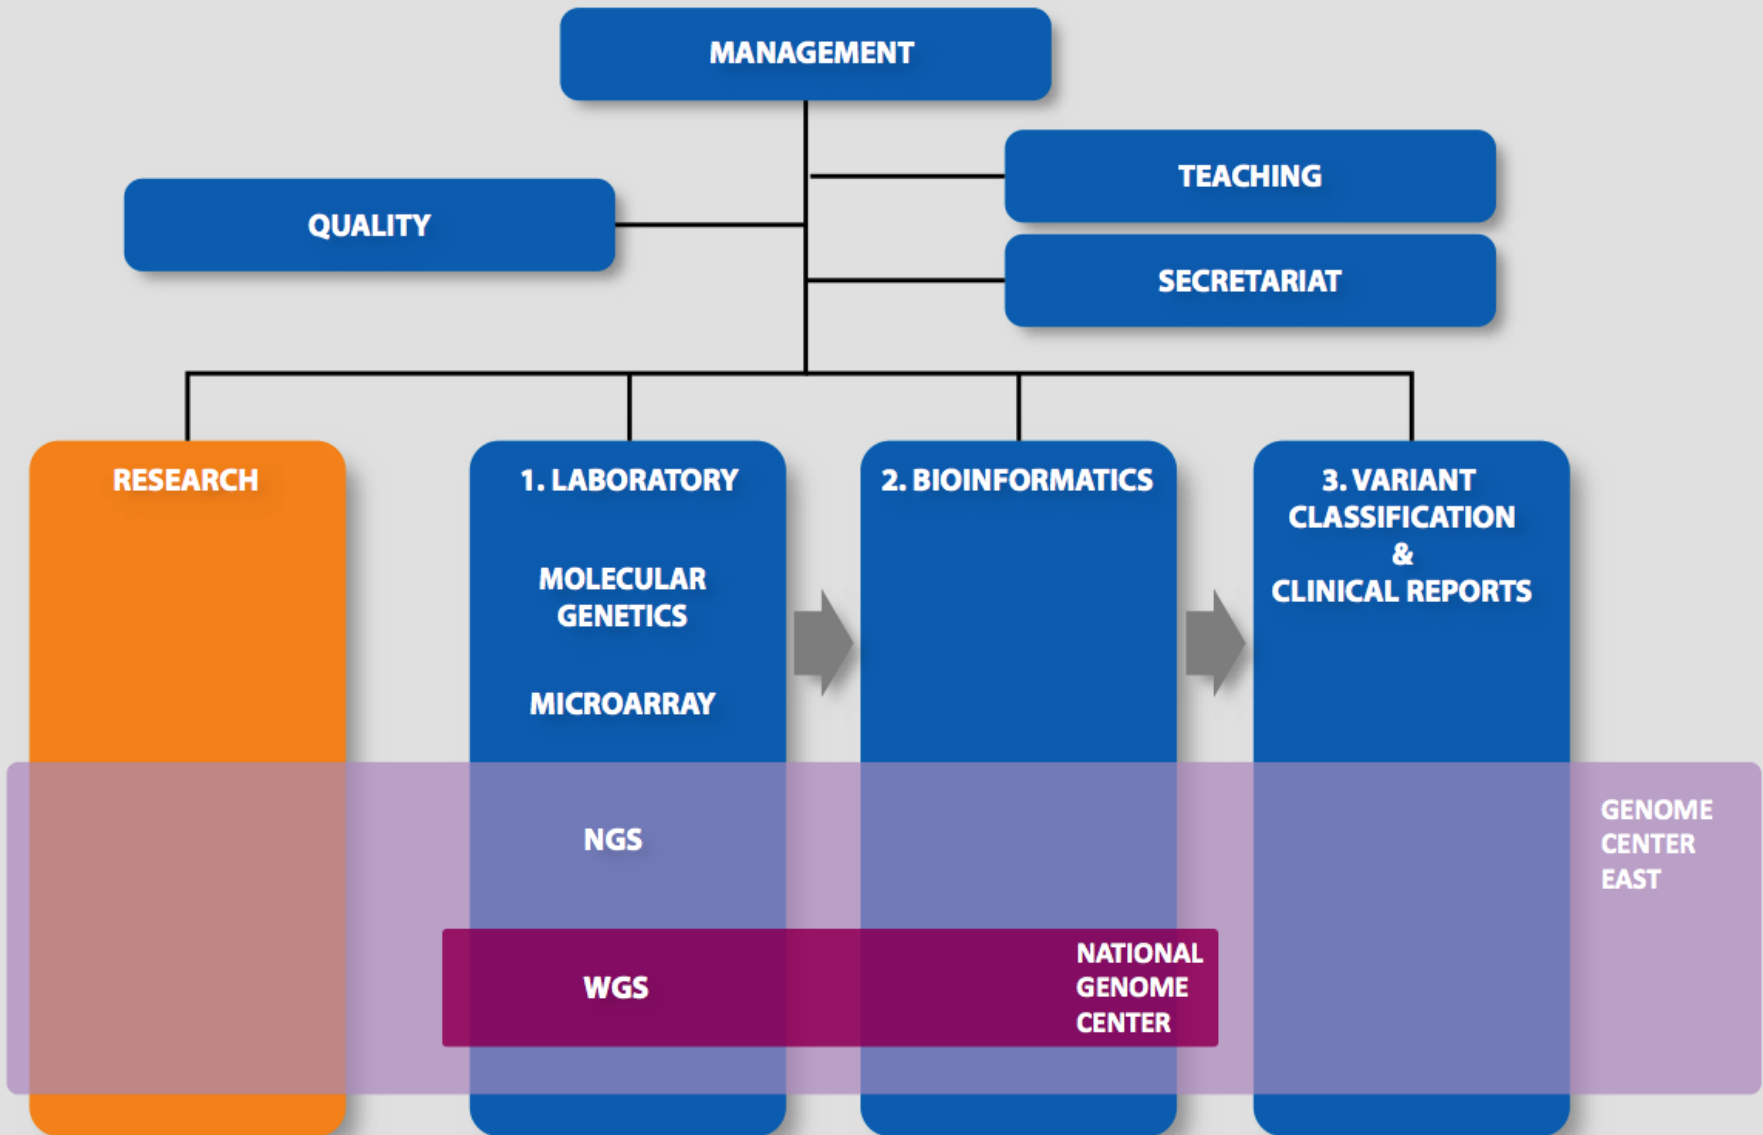 MANAGEMENT
TEACHING
QUALITY
SECRETARIAT
RESEARCH
1. LABORATORY
MOLECULAR
GENETICS
MICROARRAY
NGS
WGS
2. BIOINFORMATICS
NATIONAL
GENOME
CENTER
3. VARIANT
CLASSIFICATION
&
CLINICAL REPORTS
GENOME
CENTER
EAST